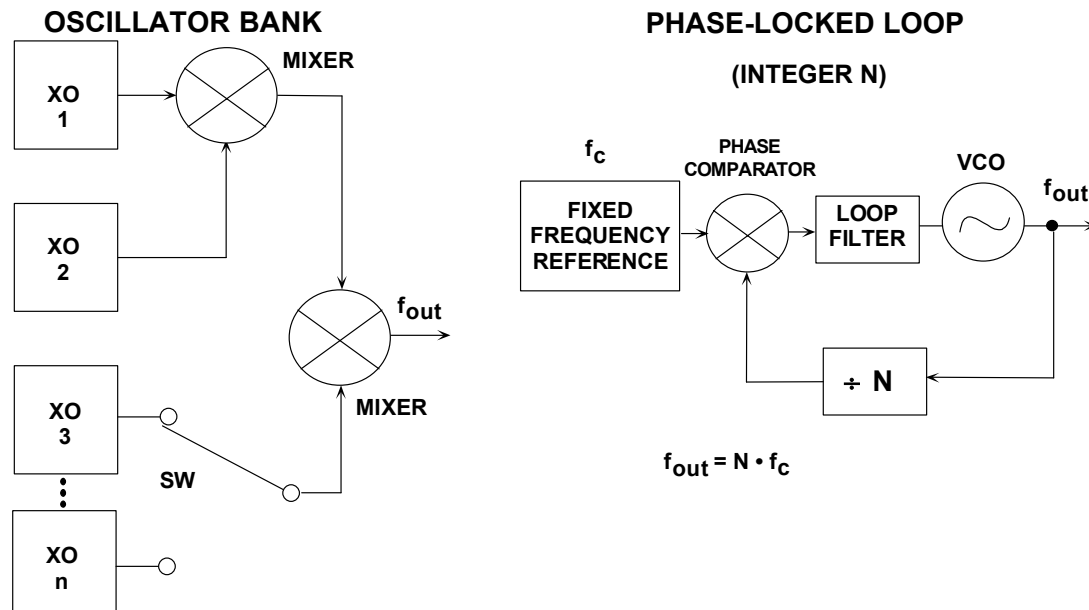 OSCILLATOR BANK
XO
1
MIXER
XO
2
f_out
XO
3
SW
MIXER
XO
n
PHASE-LOCKED LOOP
(INTEGER N)
f_c
FIXED
FREQUENCY
REFERENCE
PHASE
COMPARATOR
LOOP
FILTER
VCO
f_out
÷ N
f_out = N • f_c